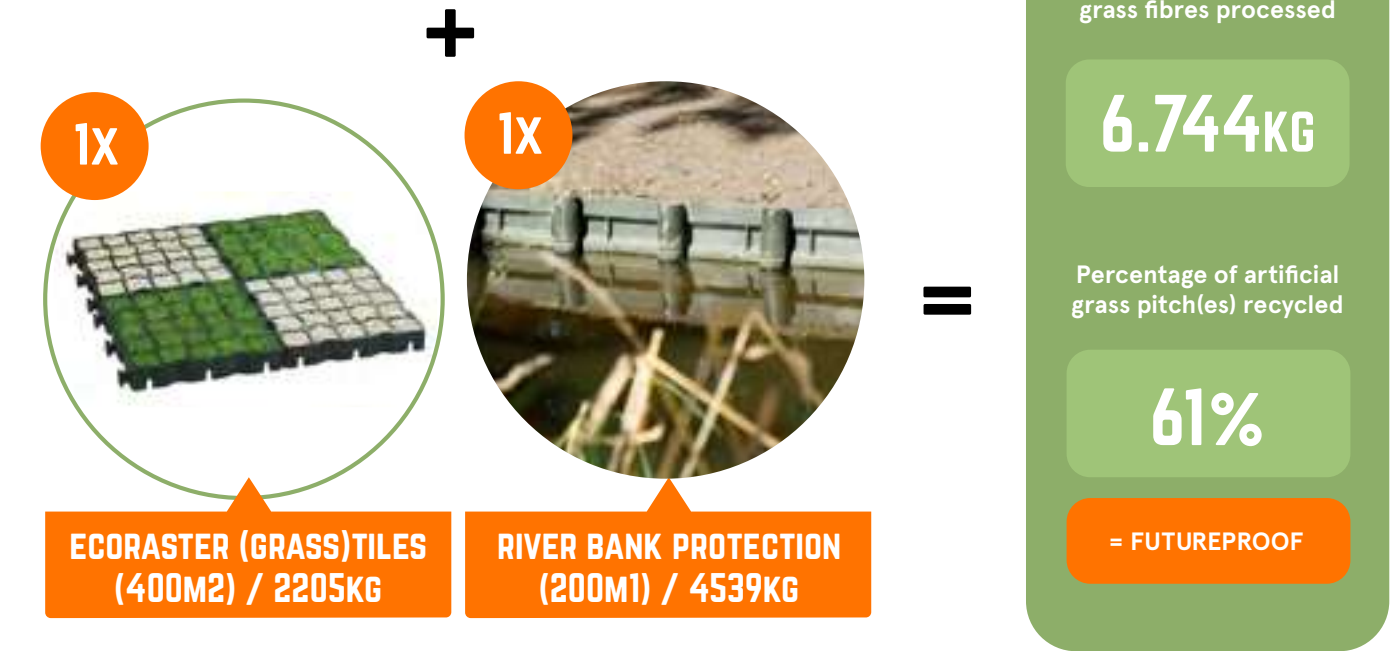 +
1X
1X
ECORASTER (GRASS)TILES
(400M2) / 2205KG
RIVER BANK PROTECTION
(200M1) / 4539KG
=
grass fibres processed
6.744KG
Percentage of artificial
grass pitch(es) recycled
61%
= FUTUREPROOF